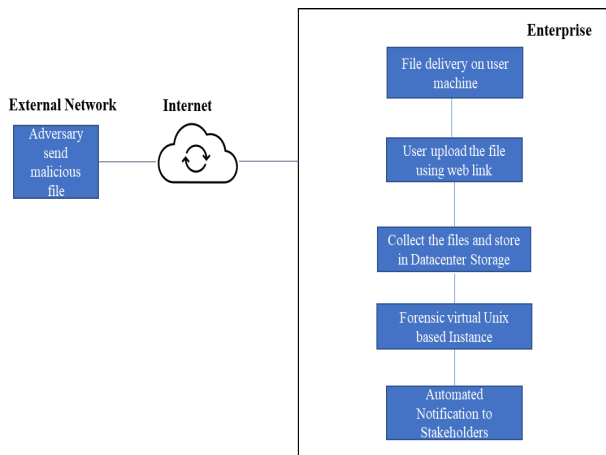 Enterprise
File delivery on user
machine
External Network
Internet
Adversary
send
malicious
file
User upload the file
using web link
Collect the files and store
in Datacenter Storage
Forensic virtual Unix
based Instance
Automated
Notification to
Stakeholders